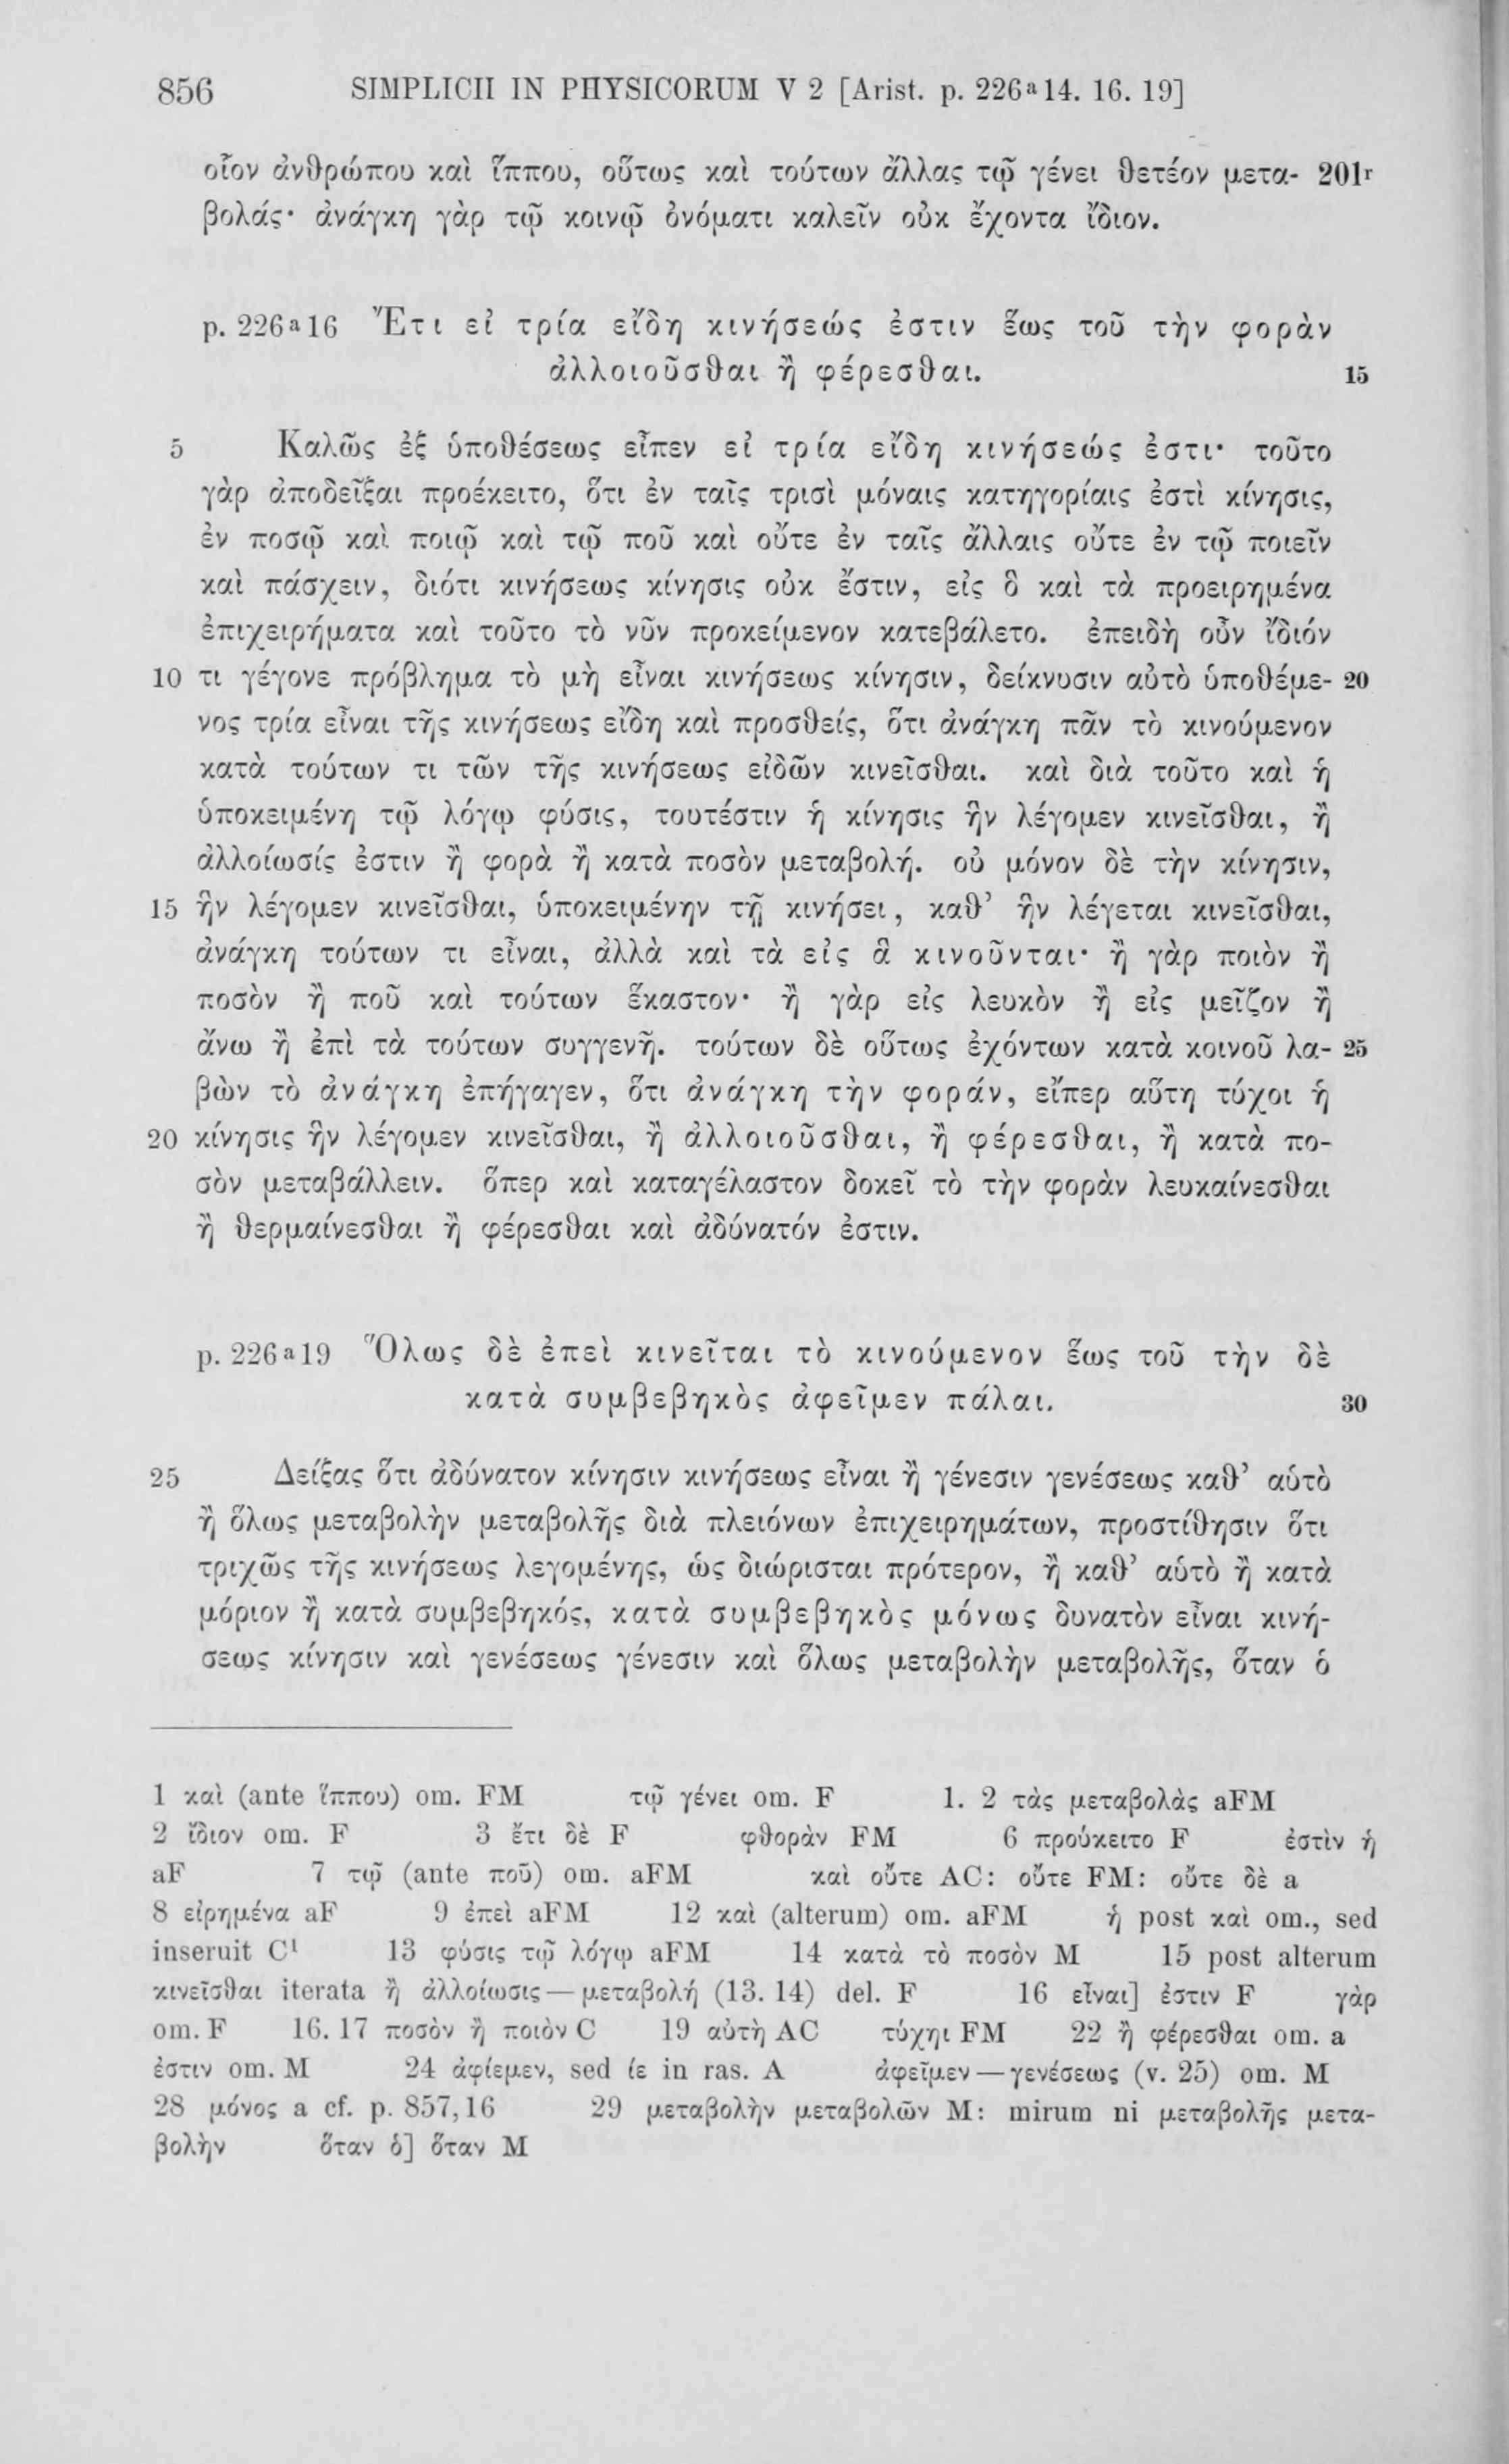 856 SIMPLICII IN PHYSICORUM V 2 [Arist. p. 226ª14. 16. 19]
οἷον ἀνθρώπου καὶ ἵππου, οὕτως καὶ τούτων ἄλλας τῷ γένει θετέον μετα- 201ʳ
βολάς· ἀνάγκη γὰρ τῷ κοινῷ ὀνόματι καλεῖν οὐκ ἔχοντα ἴδιον.
p. 226ª16 Ἔτι εἰ τρία εἴδη κινήσεώς ἐστιν ἕως τοῦ τὴν φορὰν
ἀλλοιοῦσθαι ἢ φέρεσθαι. 15
5 Καλῶς ἐξ ὑποθέσεως εἶπεν εἰ τρία εἴδη κινήσεώς ἐστι· τοῦτο
γὰρ ἀποδεῖξαι προέκειτο, ὅτι ἐν ταῖς τρισὶ μόναις κατηγορίαις ἐστὶ κίνησις,
ἐν ποσῷ καὶ ποιῷ καὶ τῷ ποῦ καὶ οὔτε ἐν ταῖς ἄλλαις οὔτε ἐν τῷ ποιεῖν
καὶ πάσχειν, διότι κινήσεως κίνησις οὐκ ἔστιν, εἰς ὃ καὶ τὰ προειρημένα
ἐπιχειρήματα καὶ τοῦτο τὸ νῦν προκείμενον κατεβάλετο. ἐπειδὴ οὖν ἴδιόν
10 τι γέγονε πρόβλημα τὸ μὴ εἶναι κινήσεως κίνησιν, δείκνυσιν αὐτὸ ὑποθέμε- 20
νος τρία εἶναι τῆς κινήσεως εἴδη καὶ προσθείς, ὅτι ἀνάγκη πᾶν τὸ κινούμενον
κατὰ τούτων τι τῶν τῆς κινήσεως εἰδῶν κινεῖσθαι. καὶ διὰ τοῦτο καὶ ἡ
ὑποκειμένη τῷ λόγῳ φύσις, τουτέστιν ἡ κίνησις ἣν λέγομεν κινεῖσθαι, ἢ
ἀλλοίωσίς ἐστιν ἢ φορὰ ἢ κατὰ ποσὸν μεταβολή. οὐ μόνον δὲ τὴν κίνησιν,
15 ἣν λέγομεν κινεῖσθαι, ὑποκειμένην τῇ κινήσει, καθ’ ἣν λέγεται κινεῖσθαι,
ἀνάγκη τούτων τι εἶναι, ἀλλὰ καὶ τὰ εἰς ἃ κινοῦνται· ἢ γὰρ ποιὸν ἢ
ποσὸν ἢ ποῦ καὶ τούτων ἕκαστον· ἢ γὰρ εἰς λευκὸν ἢ εἰς μεῖζον ἢ
ἄνω ἢ ἐπὶ τὰ τούτων συγγενῆ. τούτων δὲ οὕτως ἐχόντων κατὰ κοινοῦ λα- 25
βὼν τὸ ἀνάγκη ἐπήγαγεν, ὅτι ἀνάγκη τὴν φοράν, εἴπερ αὕτη τύχοι ἡ
20 κίνησις ἣν λέγομεν κινεῖσθαι, ἢ ἀλλοιοῦσθαι, ἢ φέρεσθαι, ἢ κατὰ πο-
σὸν μεταβάλλειν. ὅπερ καὶ καταγέλαστον δοκεῖ τὸ τὴν φορὰν λευκαίνεσθαι
ἢ θερμαίνεσθαι ἢ φέρεσθαι καὶ ἀδύνατόν ἐστιν.
p. 226ª19 Ὅλως δὲ ἐπεὶ κινεῖται τὸ κινούμενον ἕως τοῦ τὴν δὲ
κατὰ συμβεβηκὸς ἀφεῖμεν πάλαι. 30
25 Δείξας ὅτι ἀδύνατον κίνησιν κινήσεως εἶναι ἢ γένεσιν γενέσεως καθ’ αὑτὸ
ἢ ὅλως μεταβολὴν μεταβολῆς διὰ πλειόνων ἐπιχειρημάτων, προστίθησιν ὅτι
τριχῶς τῆς κινήσεως λεγομένης, ὡς διώρισται πρότερον, ἢ καθ’ αὑτὸ ἢ κατὰ
μόριον ἢ κατὰ συμβεβηκός, κατὰ συμβεβηκὸς μόνως δυνατὸν εἶναι κινή-
σεως κίνησιν καὶ γενέσεως γένεσιν καὶ ὅλως μεταβολὴν μεταβολῆς, ὅταν ὁ
1 καὶ (ante ἵππου) om. FM τῷ γένει om. F 1. 2 τὰς μεταβολὰς aFM
2 ἴδιον om. F 3 ἔτι δὲ F φθορὰν FM 6 προύκειτο F ἐστὶν ἡ
aF 7 τῷ (ante ποῦ) om. aFM καὶ οὔτε AC: οὔτε FM: οὔτε δὲ a
8 εἰρημένα aF 9 ἐπεὶ aFM 12 καὶ (alterum) om. aFM ἡ post καὶ om., sed
inseruit C¹ 13 φύσις τῷ λόγῳ aFM 14 κατὰ τὸ ποσὸν M 15 post alterum
κινεῖσθαι iterata ἢ ἀλλοίωσις — μεταβολή (13. 14) del. F 16 εἶναι] ἐστιν F γὰρ
om. F 16. 17 ποσὸν ἢ ποιὸν C 19 αὐτὴ AC τύχηι FM 22 ἢ φέρεσθαι om. a
ἐστιν om. M 24 ἀφίεμεν, sed ίε in ras. A ἀφεῖμεν — γενέσεως (v. 25) om. M
28 μόνος a cf. p. 857,16 29 μεταβολὴν μεταβολῶν M: mirum ni μεταβολῆς μετα-
βολὴν ὅταν ὁ] ὅταν M